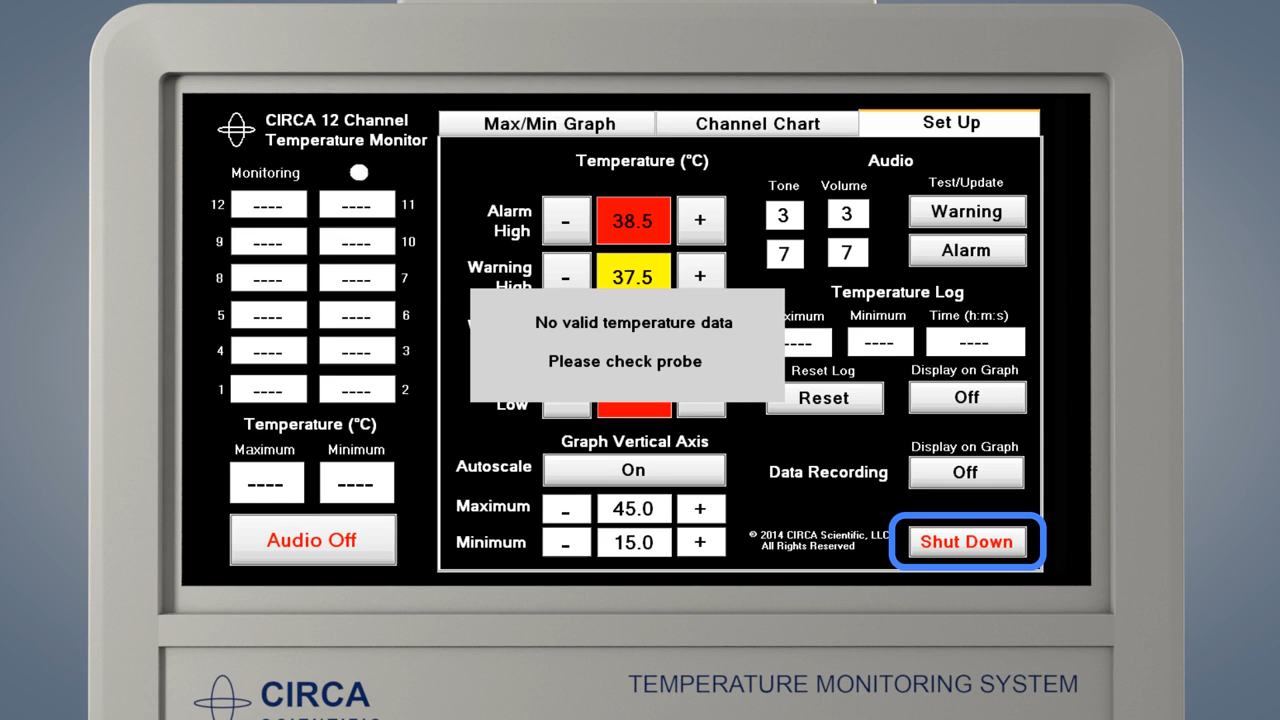 CIRCA 12 Channel
Temperature Monitor
Monitoring
12 ---- ---- 11
9 ---- ---- 10
8 ---- ---- 7
5 ---- ---- 6
4 ---- ---- 3
1 ---- ---- 2
Temperature (°C)
Maximum Minimum
---- ----
Audio Off
Max/Min Graph Channel Chart Set Up
Temperature (°C)
Alarm High - 38.5 +
Warning High - 37.5 +
No valid temperature data
Please check probe
Low
Graph Vertical Axis
Autoscale On
Maximum - 45.0 +
Minimum - 15.0 +
Audio
Tone Volume Test/Update
3 3 Warning
7 7 Alarm
Temperature Log
ximum Minimum Time (h:m:s)
---- ---- ----
Reset Log Display on Graph
Reset Off
Display on Graph
Data Recording Off
© 2014 CIRCA Scientific, LLC
All Rights Reserved
Shut Down
CIRCA
SCIENTIFIC
TEMPERATURE MONITORING SYSTEM